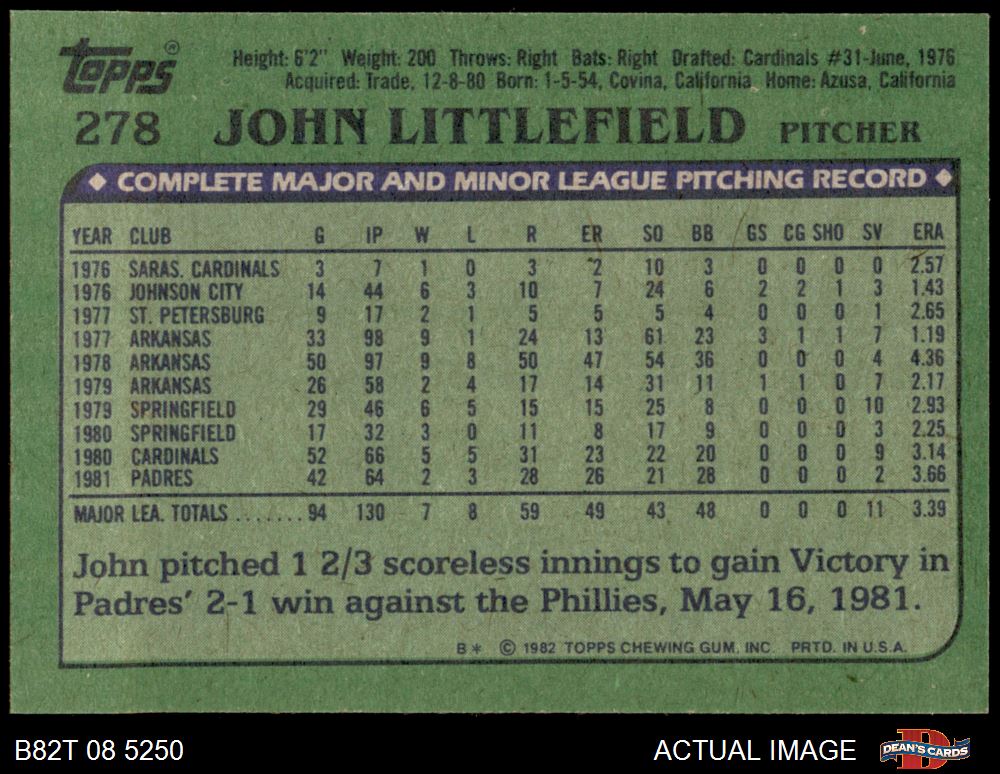 Topps®
Height: 6'2" Weight: 200 Throws: Right Bats: Right Drafted: Cardinals #31-June, 1976
Acquired: Trade, 12-8-80 Born: 1-5-54, Covina, California Home: Azusa, California
278 JOHN LITTLEFIELD PITCHER
◆ COMPLETE MAJOR AND MINOR LEAGUE PITCHING RECORD ◆
YEAR CLUB G IP W L R ER SO BB GS CG SHO SV ERA
1976 SARAS. CARDINALS 3 7 1 0 3 2 10 3 0 0 0 0 2.57
1976 JOHNSON CITY 14 44 6 3 10 7 24 6 2 2 1 3 1.43
1977 ST. PETERSBURG 9 17 2 1 5 5 5 4 0 0 0 1 2.65
1977 ARKANSAS 33 98 9 1 24 13 61 23 3 1 1 7 1.19
1978 ARKANSAS 50 97 9 8 50 47 54 36 0 0 0 4 4.36
1979 ARKANSAS 26 58 2 4 17 14 31 11 1 1 0 7 2.17
1979 SPRINGFIELD 29 46 6 5 15 15 25 8 0 0 0 10 2.93
1980 SPRINGFIELD 17 32 3 0 11 8 17 9 0 0 0 3 2.25
1980 CARDINALS 52 66 5 5 31 23 22 20 0 0 0 9 3.14
1981 PADRES 42 64 2 3 28 26 21 28 0 0 0 2 3.66
MAJOR LEA. TOTALS ....... 94 130 7 8 59 49 43 48 0 0 0 11 3.39
John pitched 1 2/3 scoreless innings to gain Victory in
Padres' 2-1 win against the Phillies, May 16, 1981.
B* © 1982 TOPPS CHEWING GUM, INC. PRTD. IN U.S.A.
B82T 08 5250 ACTUAL IMAGE DEAN'S CARDS